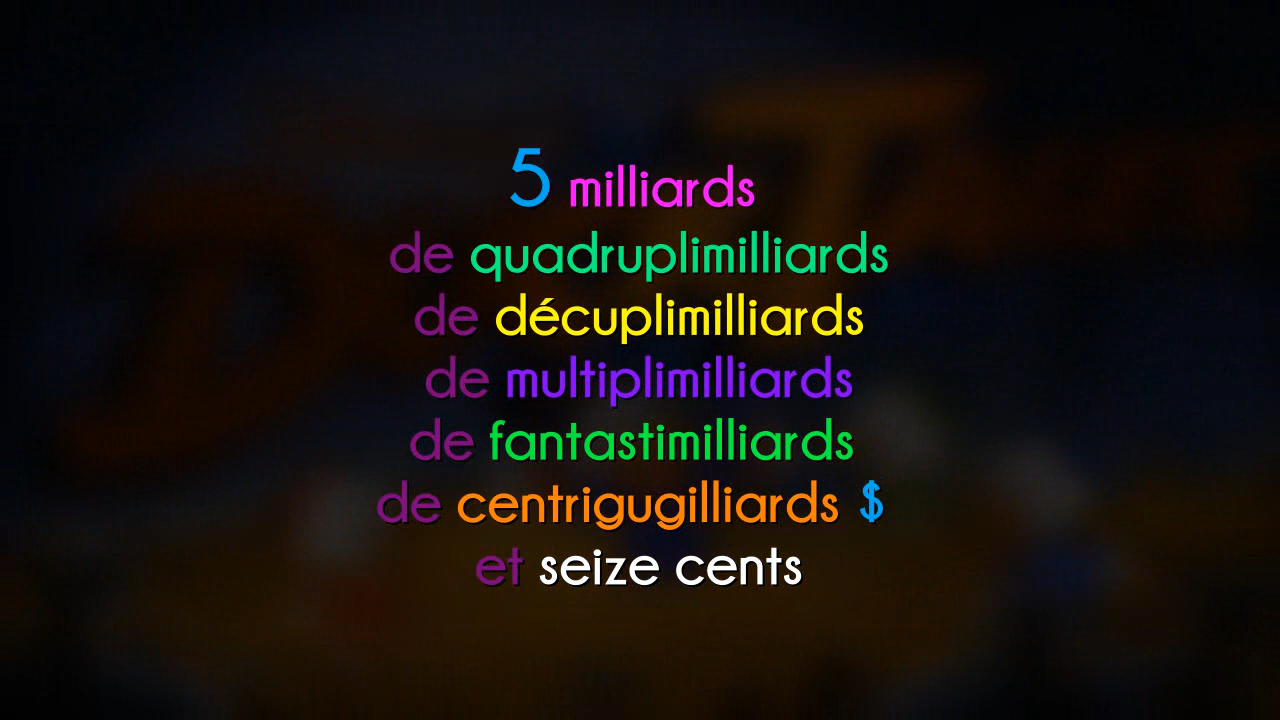 5 milliards
de quadruplimilliards
de décuplimilliards
de multiplimilliards
de fantastimilliards
de centrigugilliards $
et seize cents